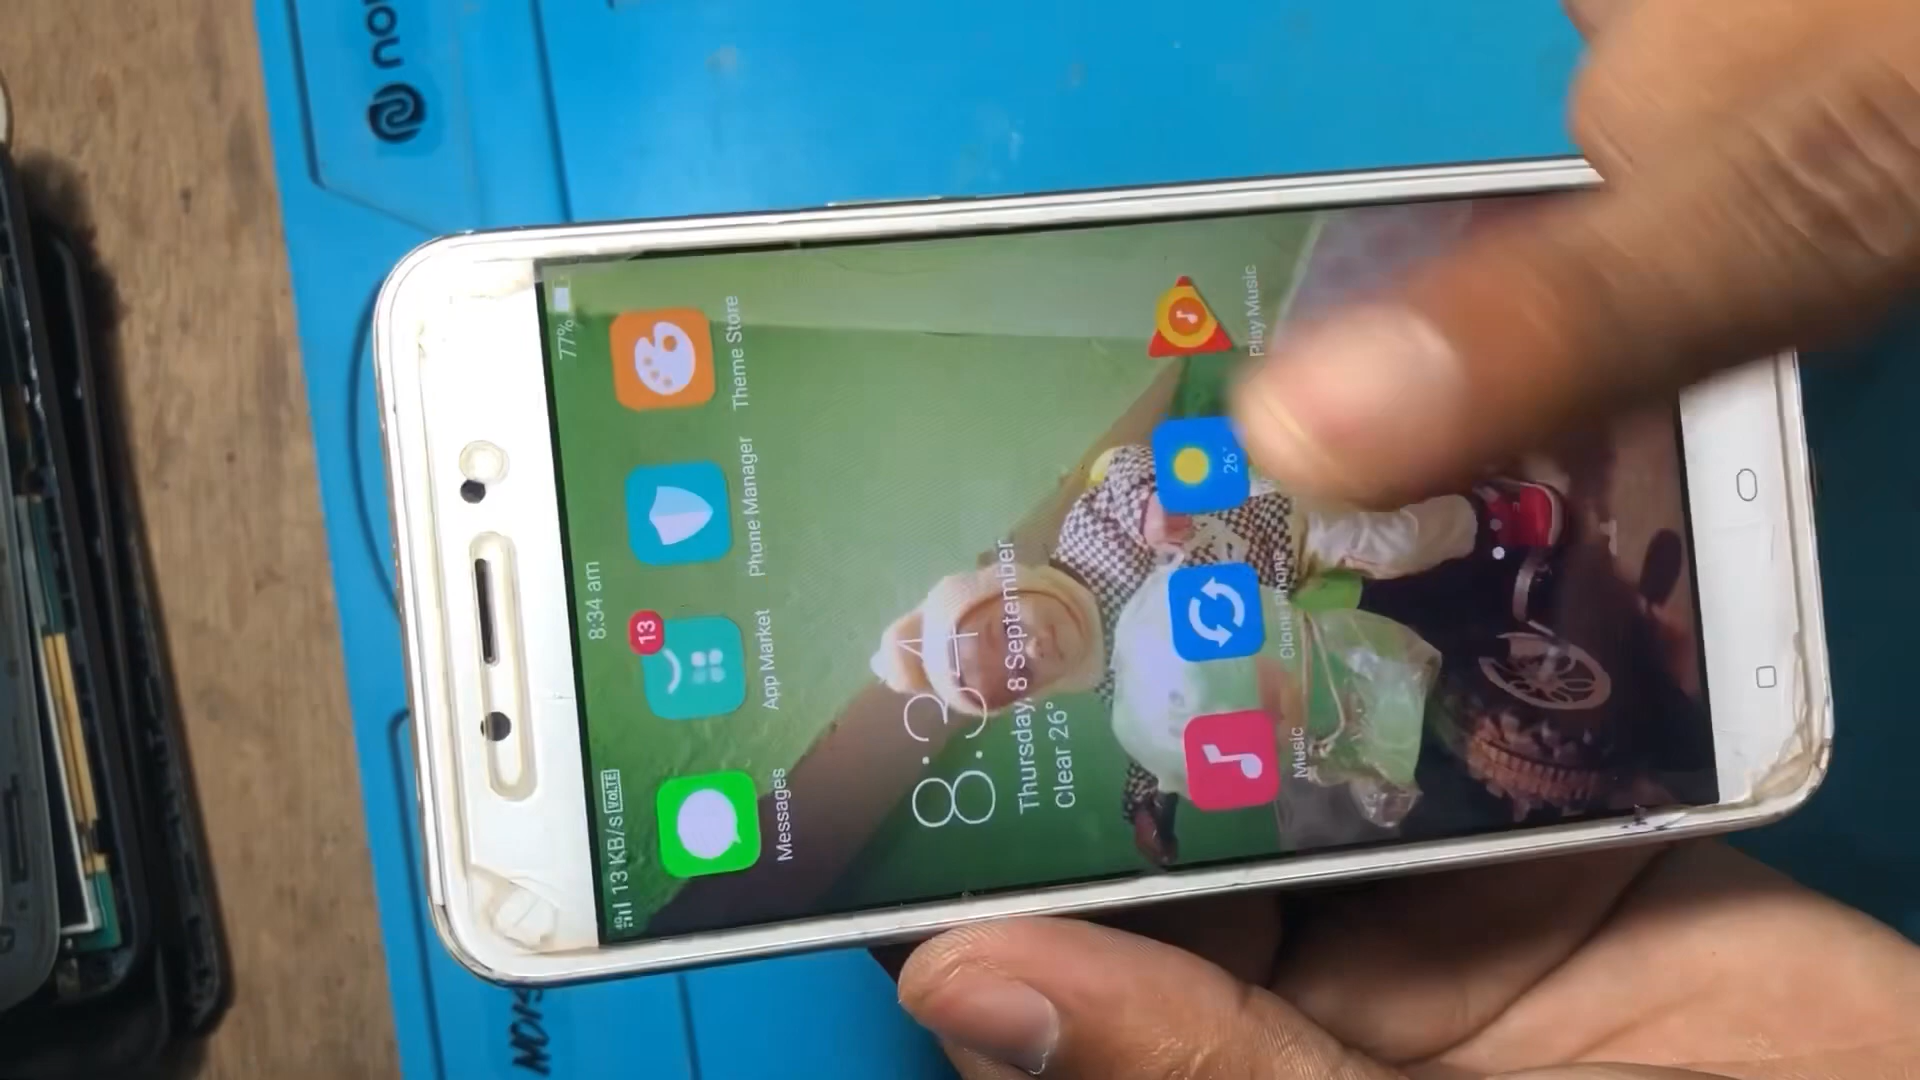 13 KB/s VoLTE 8:34 am 77%
13
Messages App Market Phone Manager Theme Store
8:34
Thursday, 8 September
Clear 26°
26°
Music Clone Phone Play Music